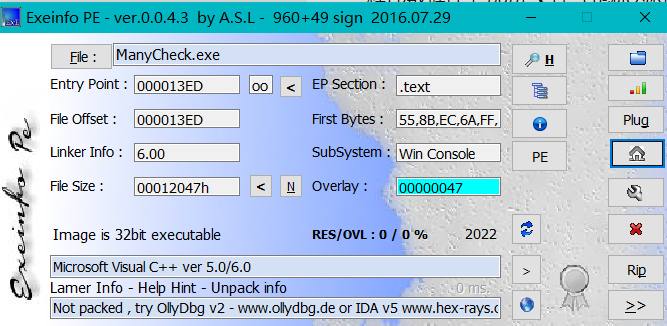 Exeinfo PE - ver.0.0.4.3 by A.S.L - 960+49 sign 2016.07.29
File : ManyCheck.exe H
Entry Point : 000013ED oo < EP Section : .text
File Offset : 000013ED First Bytes : 55,8B,EC,6A,FF, Plug
Linker Info : 6.00 SubSystem : Win Console PE
File Size : 00012047h < N Overlay : 00000047
Image is 32bit executable RES/OVL : 0 / 0 % 2022
Microsoft Visual C++ ver 5.0/6.0 > Rip
Lamer Info - Help Hint - Unpack info 0 ms.
Not packed , try OllyDbg v2 - www.ollydbg.de or IDA v5 www.hex-rays.c >>
Exeinfo Pe